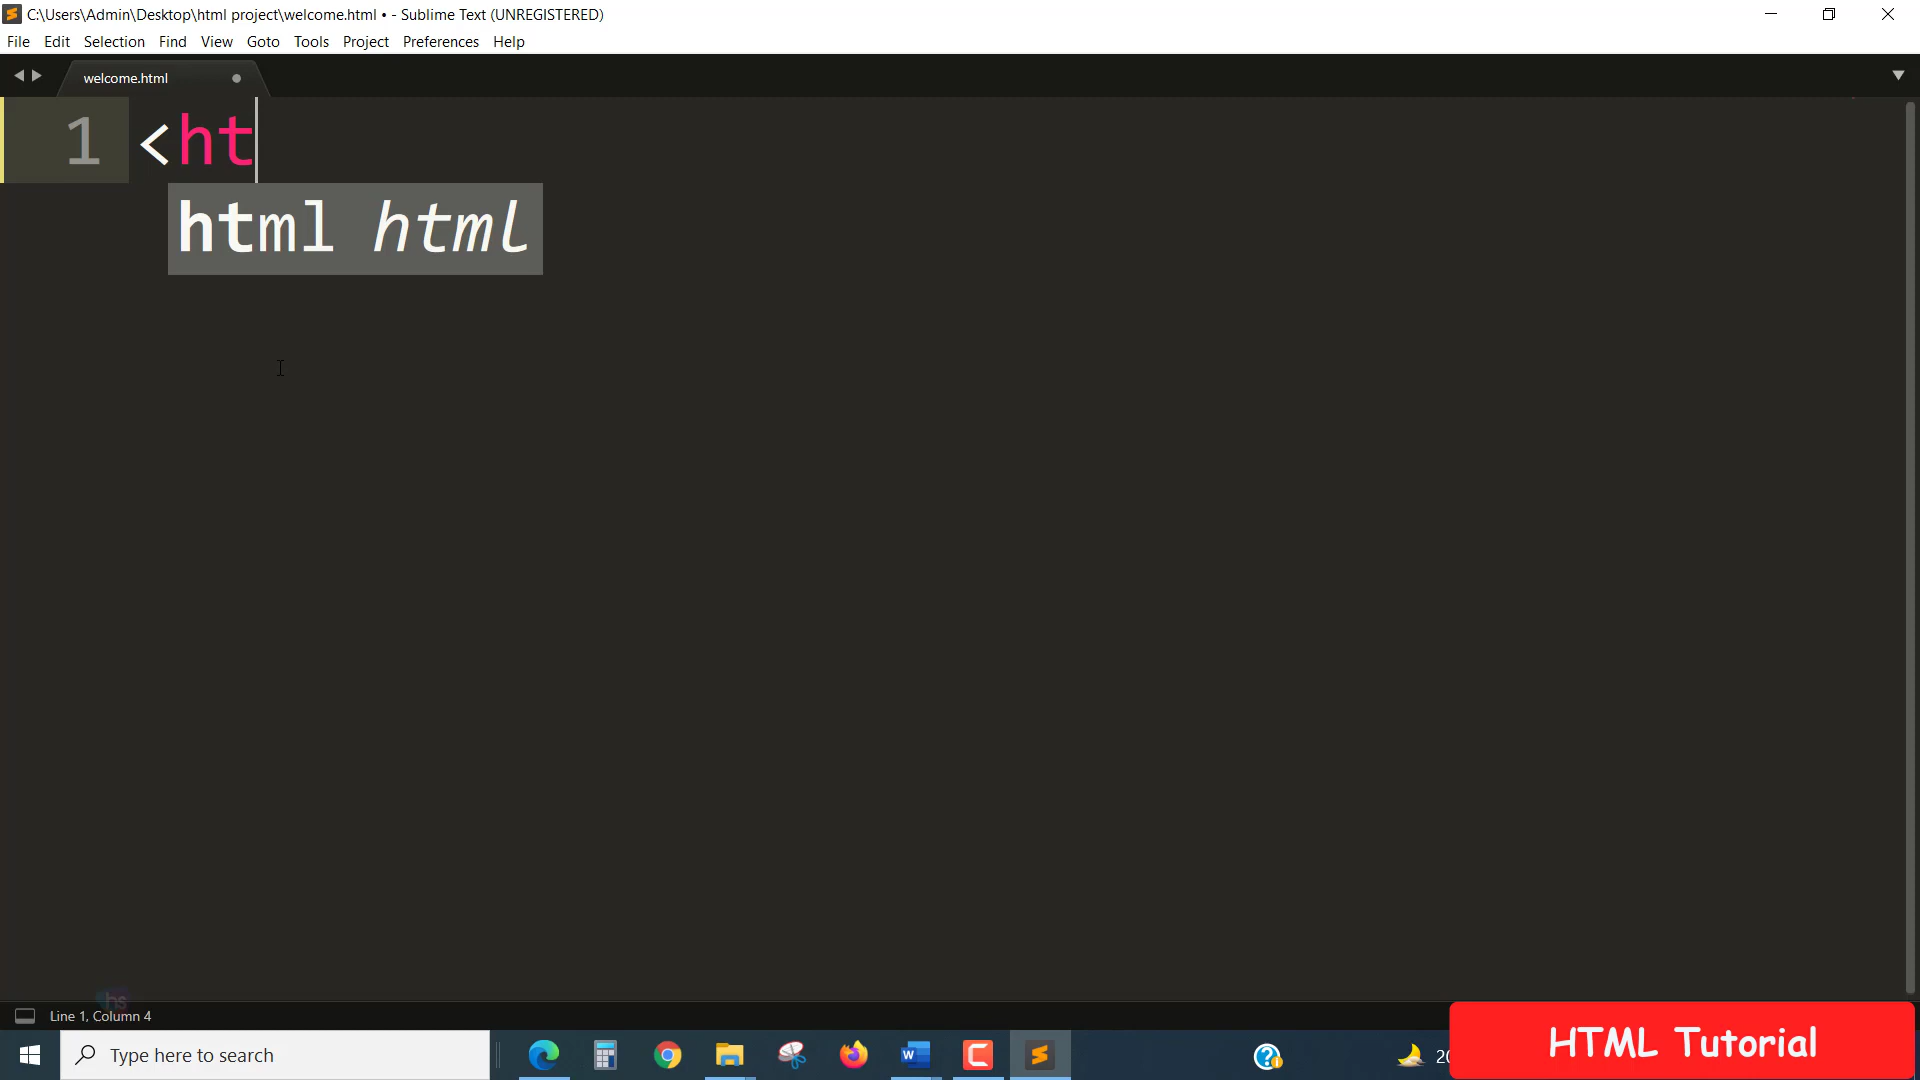 C:\Users\Admin\Desktop\html project\welcome.html • - Sublime Text (UNREGISTERED)
File Edit Selection Find View Goto Tools Project Preferences Help
welcome.html
1 <ht
html html
hs
Line 1, Column 4
Type here to search
HTML Tutorial